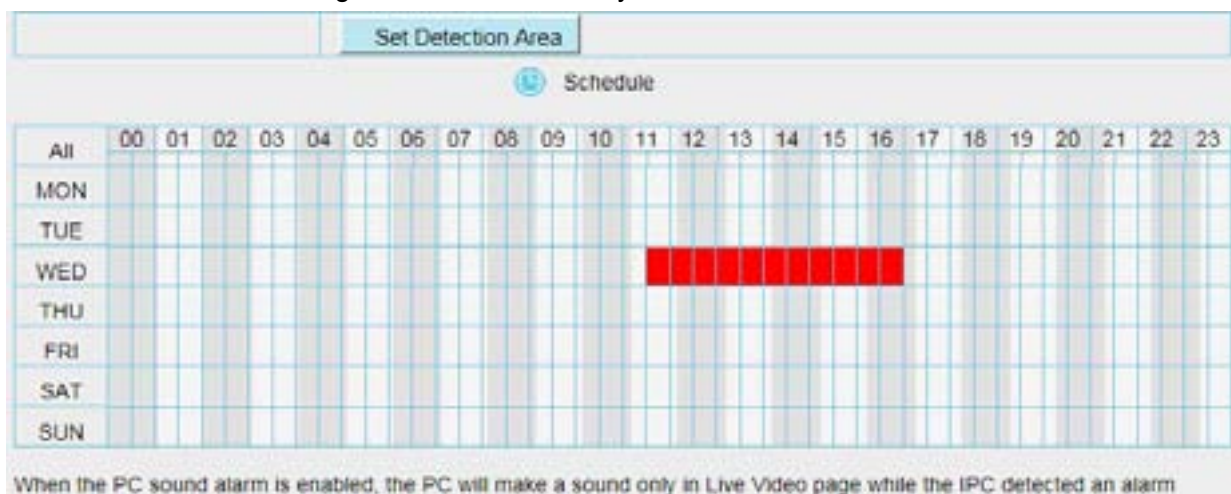 Set Detection Area
Schedule
All 00 01 02 03 04 05 06 07 08 09 10 11 12 13 14 15 16 17 18 19 20 21 22 23
MON
TUE
WED
THU
FRI
SAT
SUN
When the PC sound alarm is enabled, the PC will make a sound only in Live Video page while the IPC detected an alarm